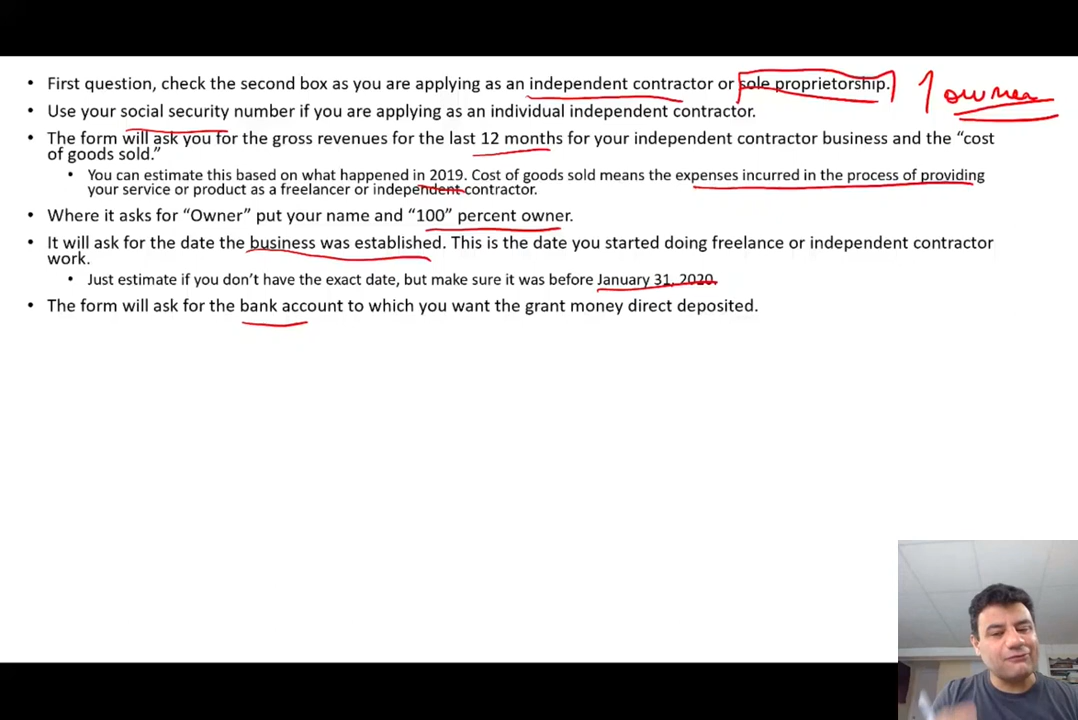 • First question, check the second box as you are applying as an independent contractor or sole proprietorship. 1 owner
• Use your social security number if you are applying as an individual independent contractor.
• The form will ask you for the gross revenues for the last 12 months for your independent contractor business and the “cost
of goods sold.”
• You can estimate this based on what happened in 2019. Cost of goods sold means the expenses incurred in the process of providing
your service or product as a freelancer or independent contractor.
• Where it asks for “Owner” put your name and “100” percent owner.
• It will ask for the date the business was established. This is the date you started doing freelance or independent contractor
work.
• Just estimate if you don’t have the exact date, but make sure it was before January 31, 2020.
• The form will ask for the bank account to which you want the grant money direct deposited.